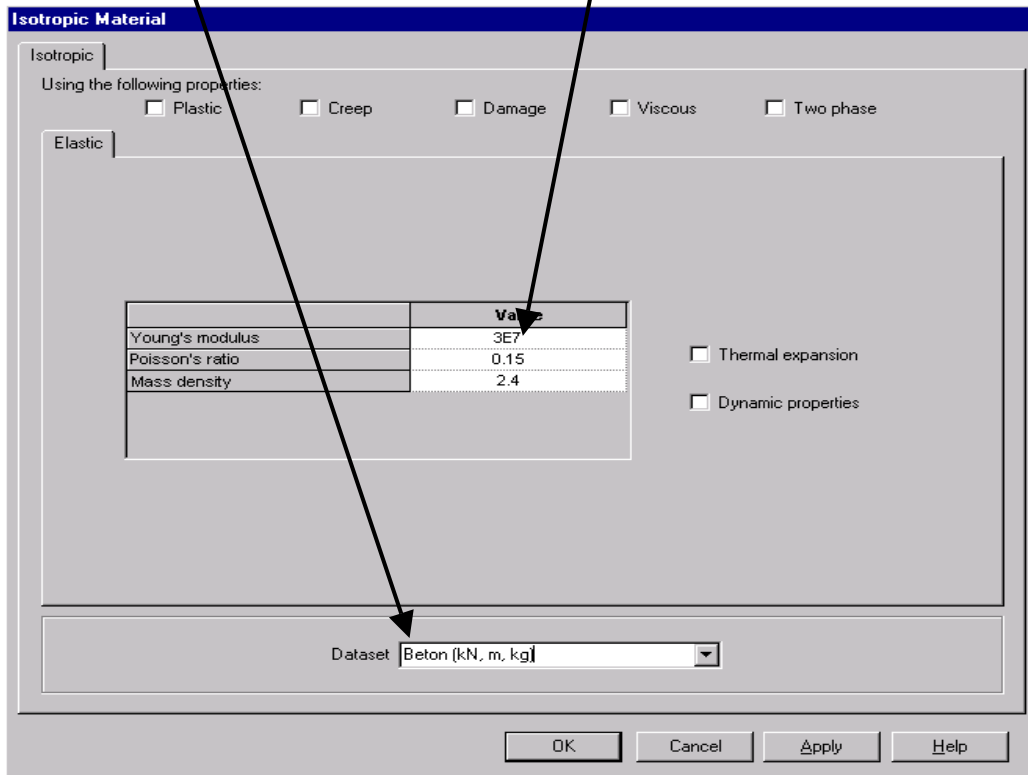 Isotropic Material
Isotropic
Using the following properties:
Plastic Creep Damage Viscous Two phase
Elastic
Value
Young's modulus 3E7
Poisson's ratio 0.15
Mass density 2.4
Thermal expansion
Dynamic properties
Dataset Beton (kN, m, kg)
OK Cancel Apply Help